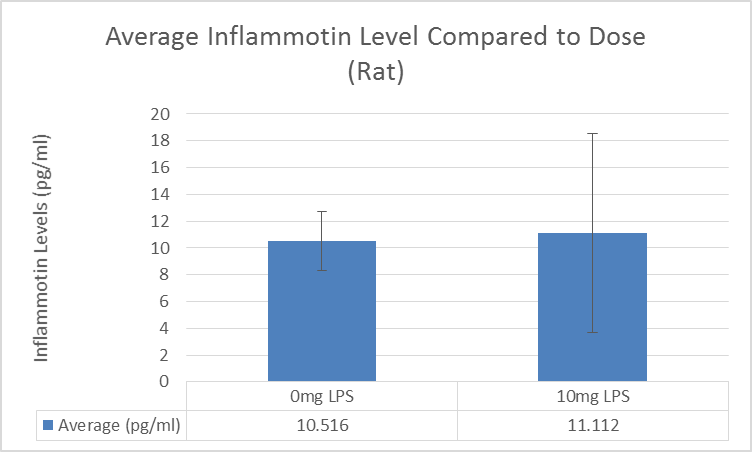 Average Inflammotin Level Compared to Dose
(Rat)
Inflammotin Levels (pg/ml)
20
18
16
14
12
10
8
6
4
2
0
0mg LPS 10mg LPS
Average (pg/ml) 10.516 11.112